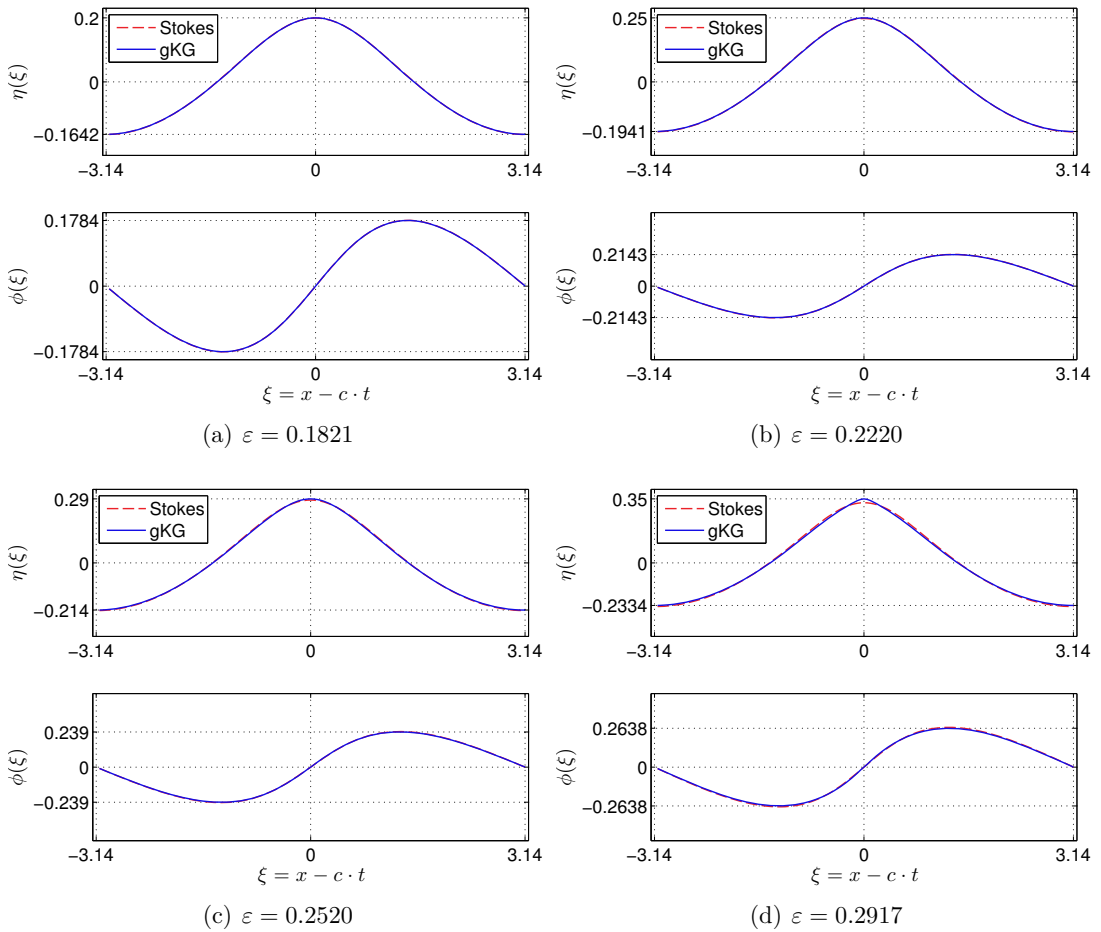 0.2
0
−0.1642
η(ξ)
Stokes
gKG
−3.14 0 3.14
0.1784
0
−0.1784
φ(ξ)
−3.14 0 3.14
ξ = x − c · t
(a) ε = 0.1821
0.25
0
−0.1941
η(ξ)
Stokes
gKG
−3.14 0 3.14
0.2143
0
−0.2143
φ(ξ)
−3.14 0 3.14
ξ = x − c · t
(b) ε = 0.2220
0.29
0
−0.214
η(ξ)
Stokes
gKG
−3.14 0 3.14
0.239
0
−0.239
φ(ξ)
−3.14 0 3.14
ξ = x − c · t
(c) ε = 0.2520
0.35
0
−0.2334
η(ξ)
Stokes
gKG
−3.14 0 3.14
0.2638
0
−0.2638
φ(ξ)
−3.14 0 3.14
ξ = x − c · t
(d) ε = 0.2917